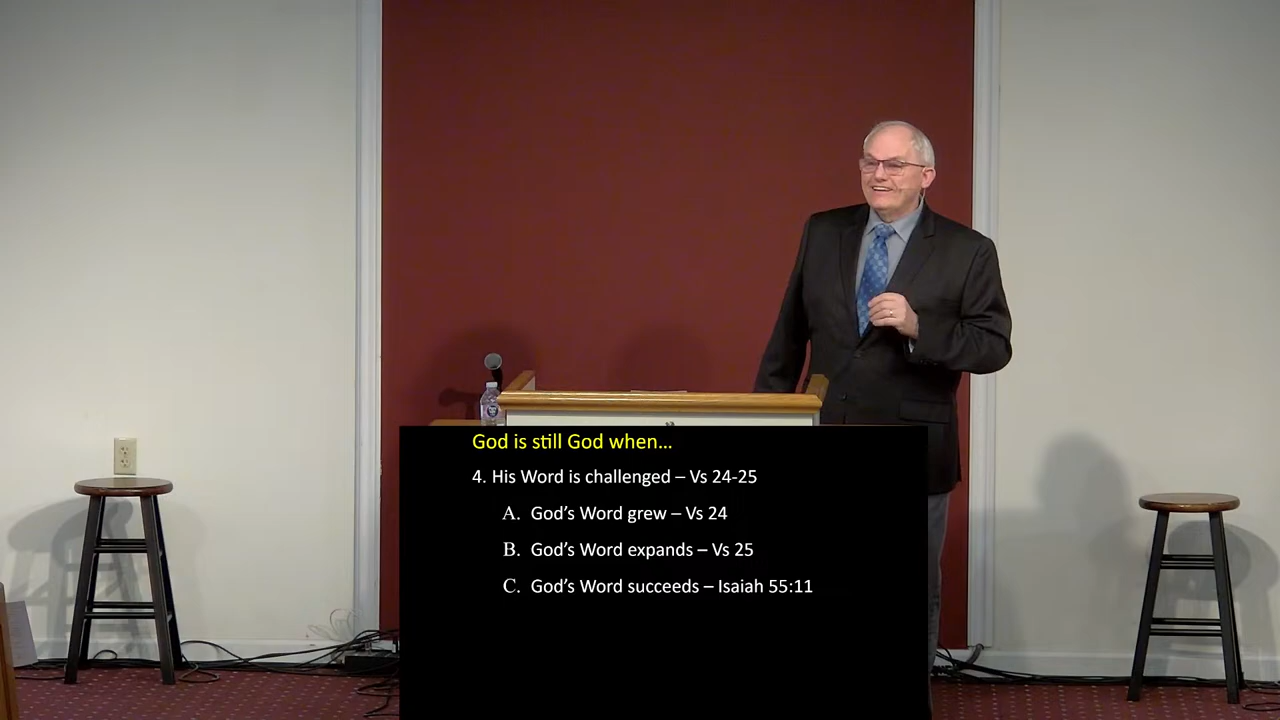 God is still God when...
4. His Word is challenged – Vs 24-25
A. God's Word grew – Vs 24
B. God's Word expands – Vs 25
C. God's Word succeeds – Isaiah 55:11